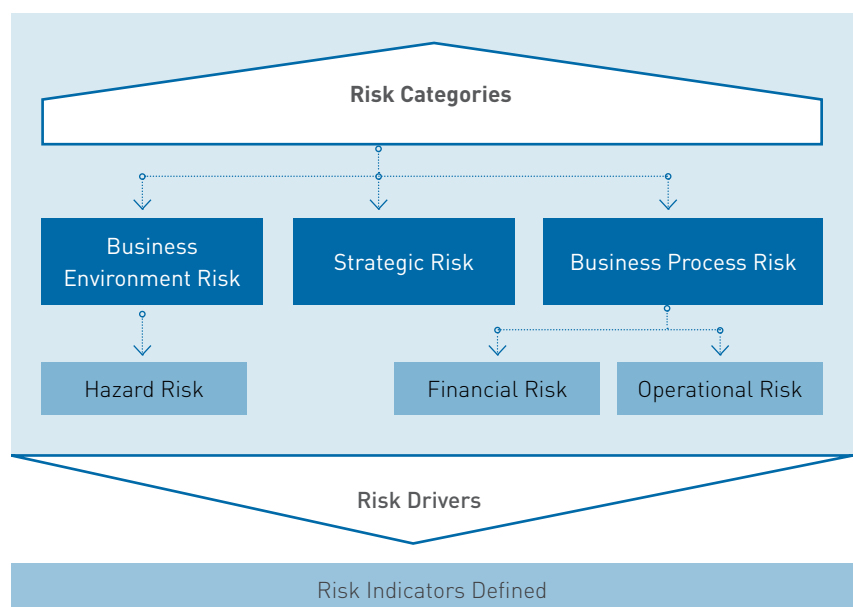 Risk Categories
Business
Environment Risk
Strategic Risk
Business Process Risk
Hazard Risk
Financial Risk
Operational Risk
Risk Drivers
Risk Indicators Defined